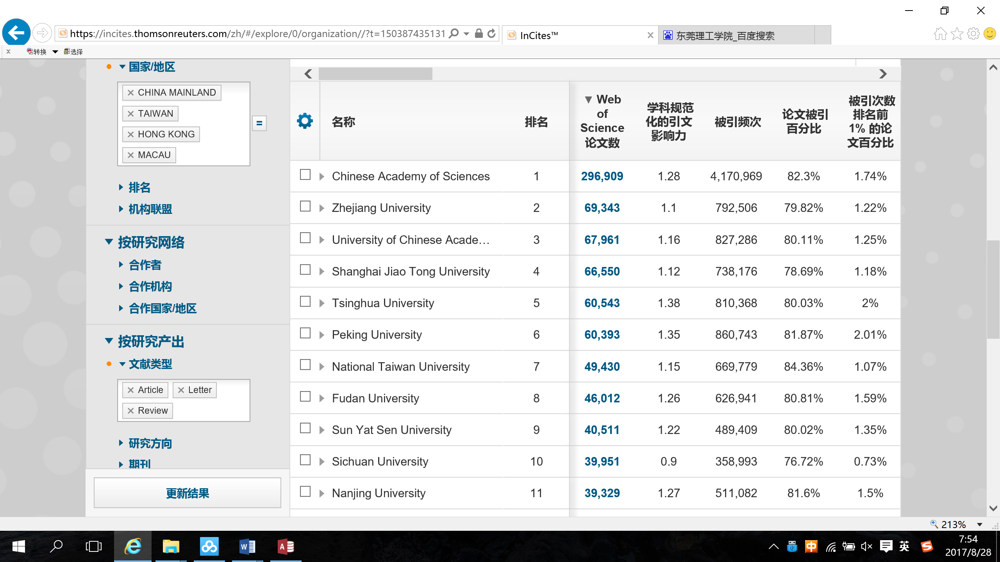 https://incites.thomsonreuters.com/zh/#/explore/0/organization//?t=150387435131
InCites™
东莞理工学院_百度搜索
x 转换 选择
国家/地区
CHINA MAINLAND
TAIWAN
HONG KONG
MACAU
=
排名
机构联盟
按研究网络
合作者
合作机构
合作国家/地区
按研究产出
文献类型
Article Letter
Review
研究方向
期刊
更新结果
名称
排名
Web
of
Science
论文数
学科规范
化的引文
影响力
被引频次
论文被引
百分比
被引次数
排名前
1% 的论
文百分比
Chinese Academy of Sciences 1 296,909 1.28 4,170,969 82.3% 1.74%
Zhejiang University 2 69,343 1.1 792,506 79.82% 1.22%
University of Chinese Acade… 3 67,961 1.16 827,286 80.11% 1.25%
Shanghai Jiao Tong University 4 66,550 1.12 738,176 78.69% 1.18%
Tsinghua University 5 60,543 1.38 810,368 80.03% 2%
Peking University 6 60,393 1.35 860,743 81.87% 2.01%
National Taiwan University 7 49,430 1.15 669,779 84.36% 1.07%
Fudan University 8 46,012 1.26 626,941 80.81% 1.59%
Sun Yat Sen University 9 40,511 1.22 489,409 80.02% 1.35%
Sichuan University 10 39,951 0.9 358,993 76.72% 0.73%
Nanjing University 11 39,329 1.27 511,082 81.6% 1.5%
213%
中
英
7:54
2017/8/28